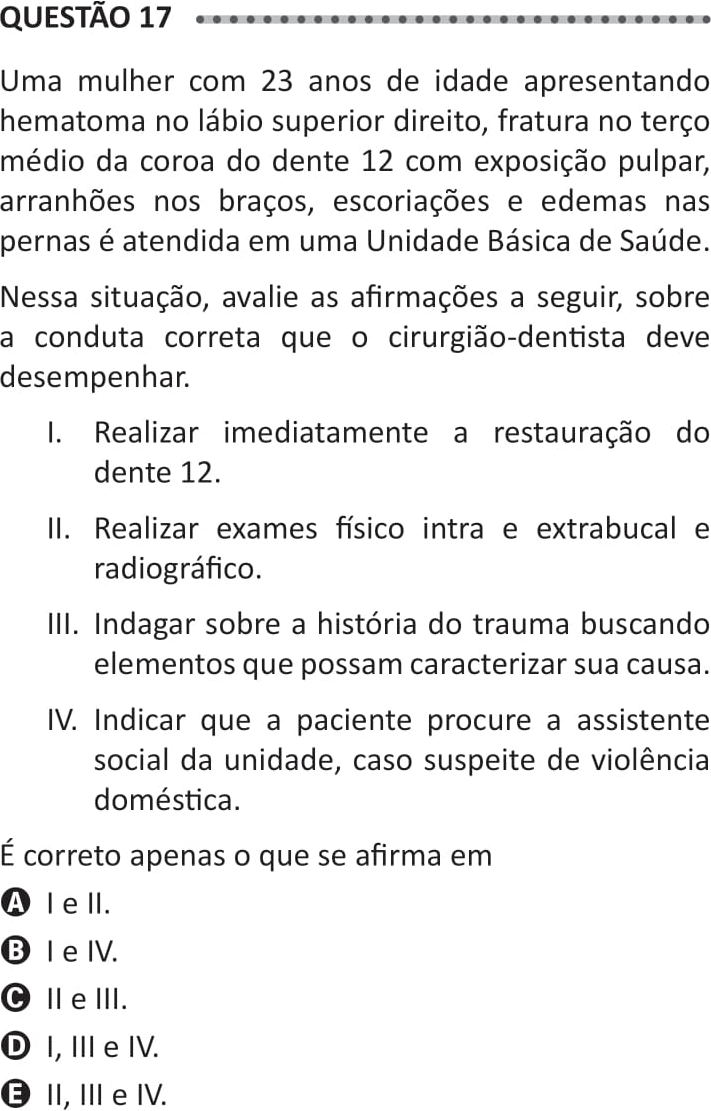 QUESTÃO 17
Uma mulher com 23 anos de idade apresentando
hematoma no lábio superior direito, fratura no terço
médio da coroa do dente 12 com exposição pulpar,
arranhões nos braços, escoriações e edemas nas
pernas é atendida em uma Unidade Básica de Saúde.
Nessa situação, avalie as afirmações a seguir, sobre
a conduta correta que o cirurgião-dentista deve
desempenhar.
I. Realizar imediatamente a restauração do
dente 12.
II. Realizar exames físico intra e extrabucal e
radiográfico.
III. Indagar sobre a história do trauma buscando
elementos que possam caracterizar sua causa.
IV. Indicar que a paciente procure a assistente
social da unidade, caso suspeite de violência
doméstica.
É correto apenas o que se afirma em
A I e II.
B I e IV.
C II e III.
D I, III e IV.
E II, III e IV.